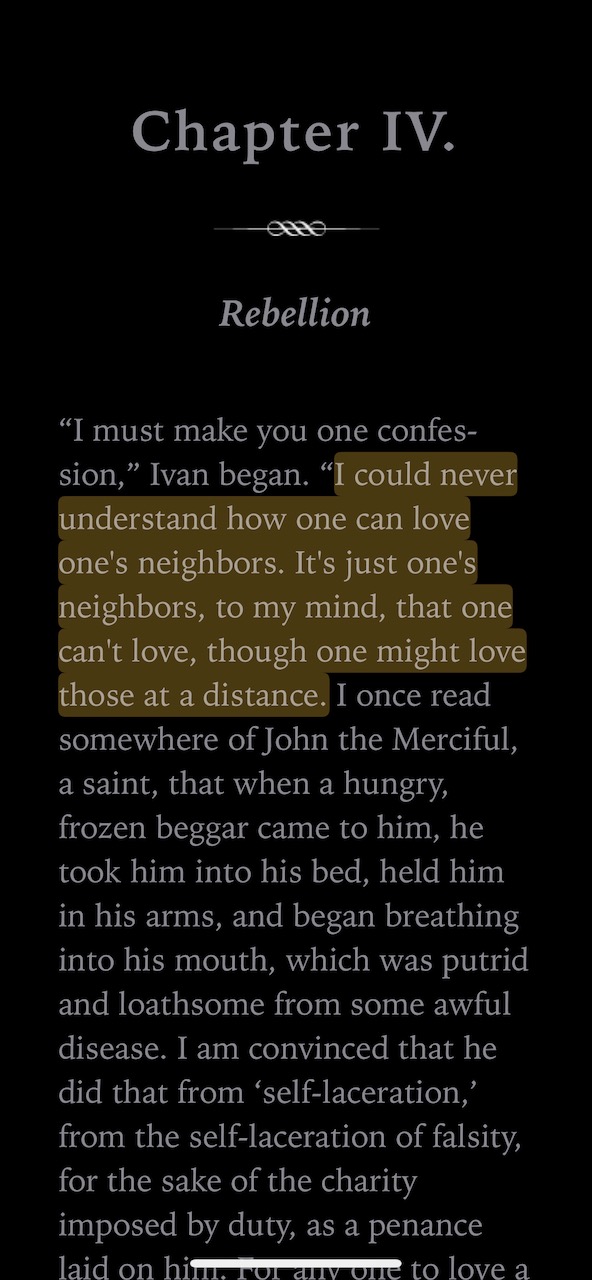 Chapter IV.
Rebellion
“I must make you one confes-
sion,” Ivan began. “I could never
understand how one can love
one's neighbors. It's just one's
neighbors, to my mind, that one
can't love, though one might love
those at a distance. I once read
somewhere of John the Merciful,
a saint, that when a hungry,
frozen beggar came to him, he
took him into his bed, held him
in his arms, and began breathing
into his mouth, which was putrid
and loathsome from some awful
disease. I am convinced that he
did that from ‘self-laceration,’
from the self-laceration of falsity,
for the sake of the charity
imposed by duty, as a penance
laid on him. For any one to love a